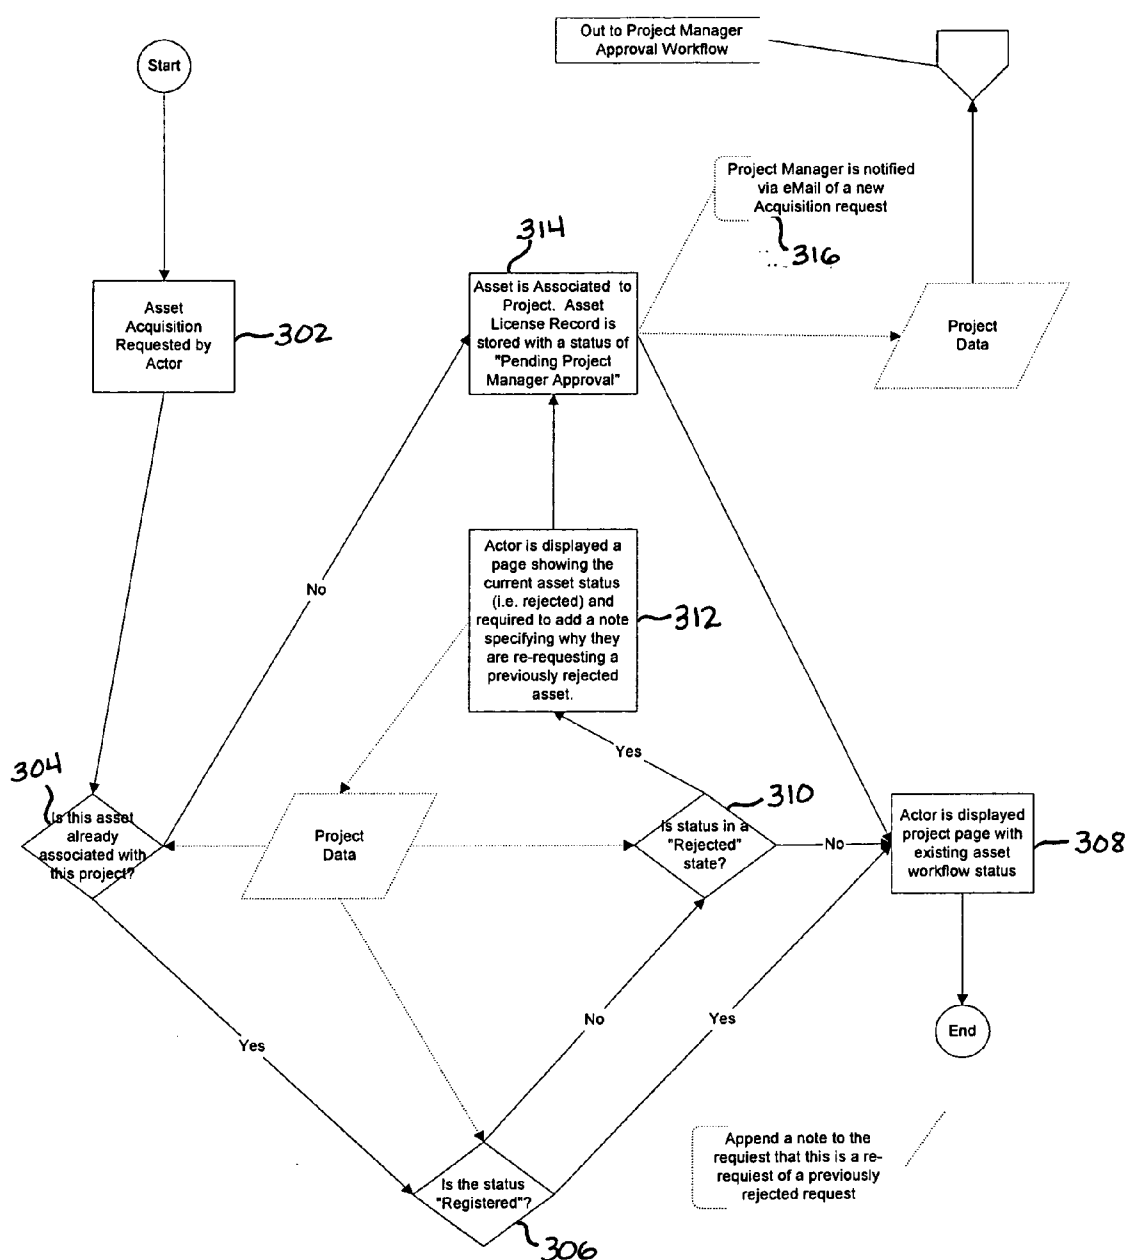 Out to Project Manager
Approval Workflow
Start
Project Manager is notified
via eMail of a new
Acquisition request
316
314
Asset
Acquisition
Requested by
Actor
302
Asset is Associated to
Project. Asset
License Record is
stored with a status of
"Pending Project
Manager Approval"
Project
Data
No
Actor is displayed a
page showing the
current asset status
(i.e. rejected) and
required to add a note
specifying why they
are re-requesting a
previously rejected
asset.
312
Yes
304
Is this asset
already
associated with
this project?
Project
Data
310
Is status in a
"Rejected"
state?
No
Actor is displayed
project page with
existing asset
workflow status
308
No
Yes
End
Yes
Is the status
"Registered"?
306
Append a note to the
requiest that this is a re-
requiest of a previously
rejected request